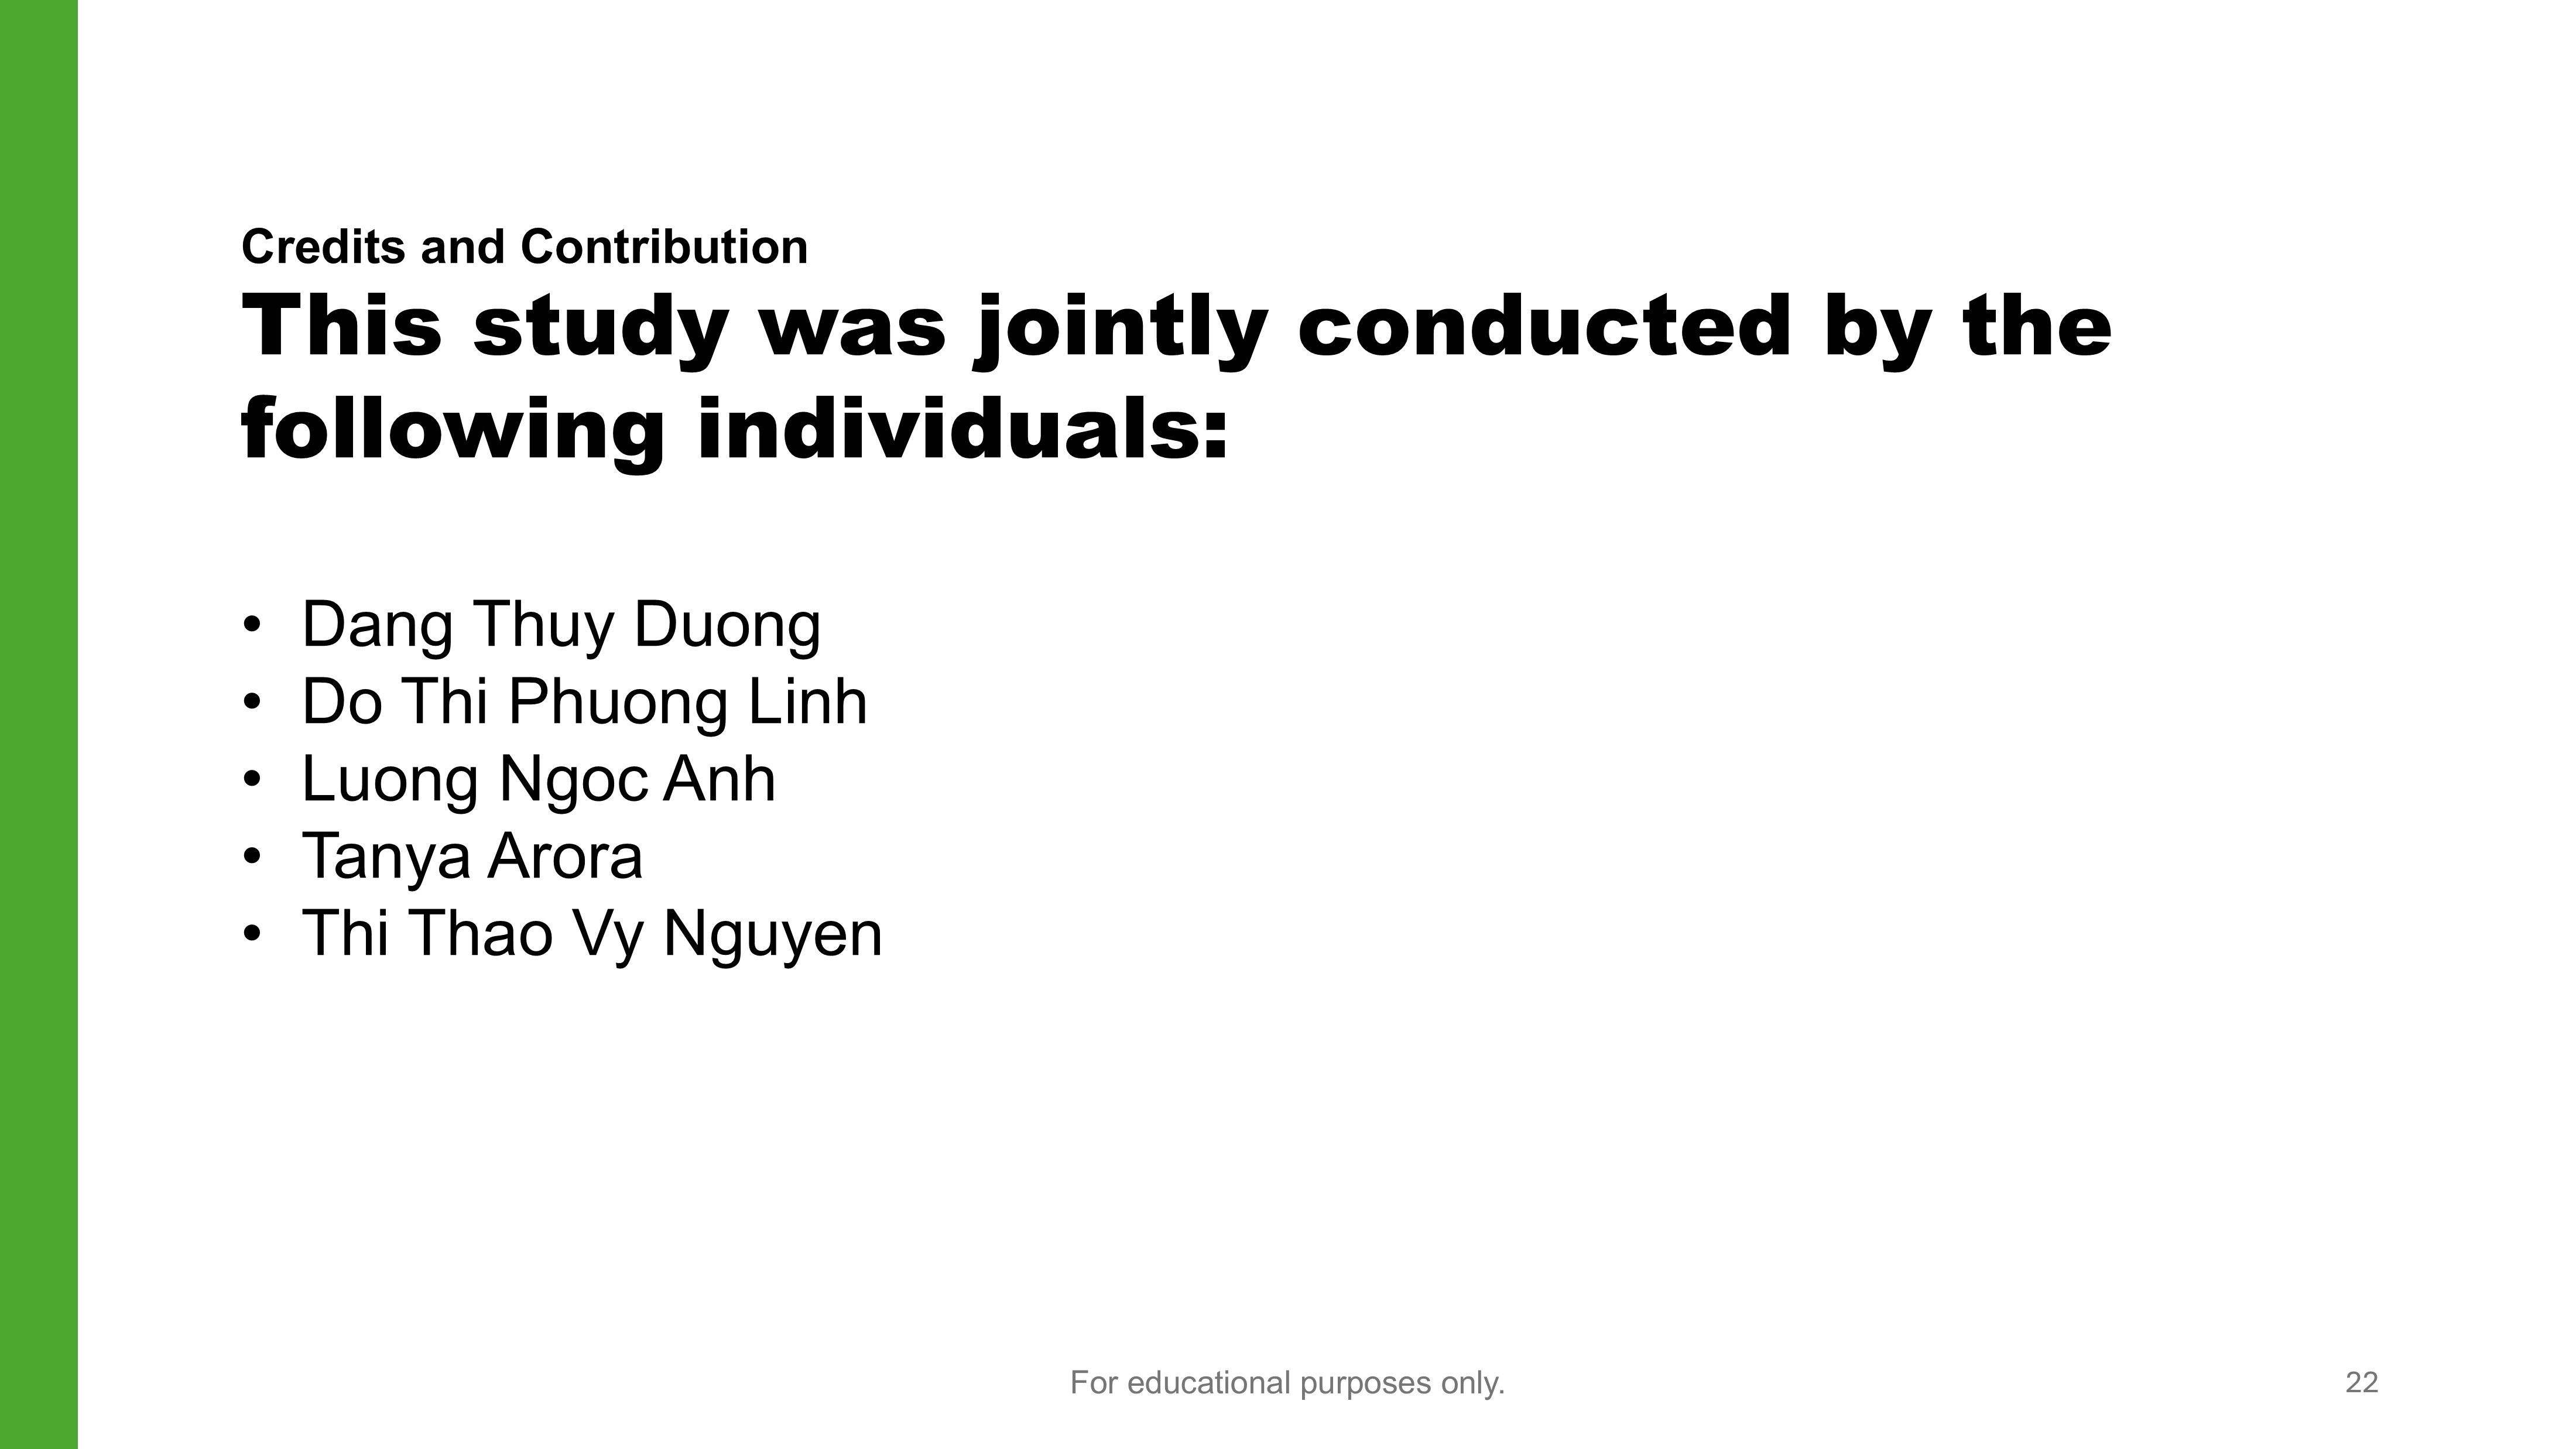 Credits and Contribution
This study was jointly conducted by the
following individuals:
• Dang Thuy Duong
• Do Thi Phuong Linh
• Luong Ngoc Anh
• Tanya Arora
• Thi Thao Vy Nguyen
For educational purposes only.
22